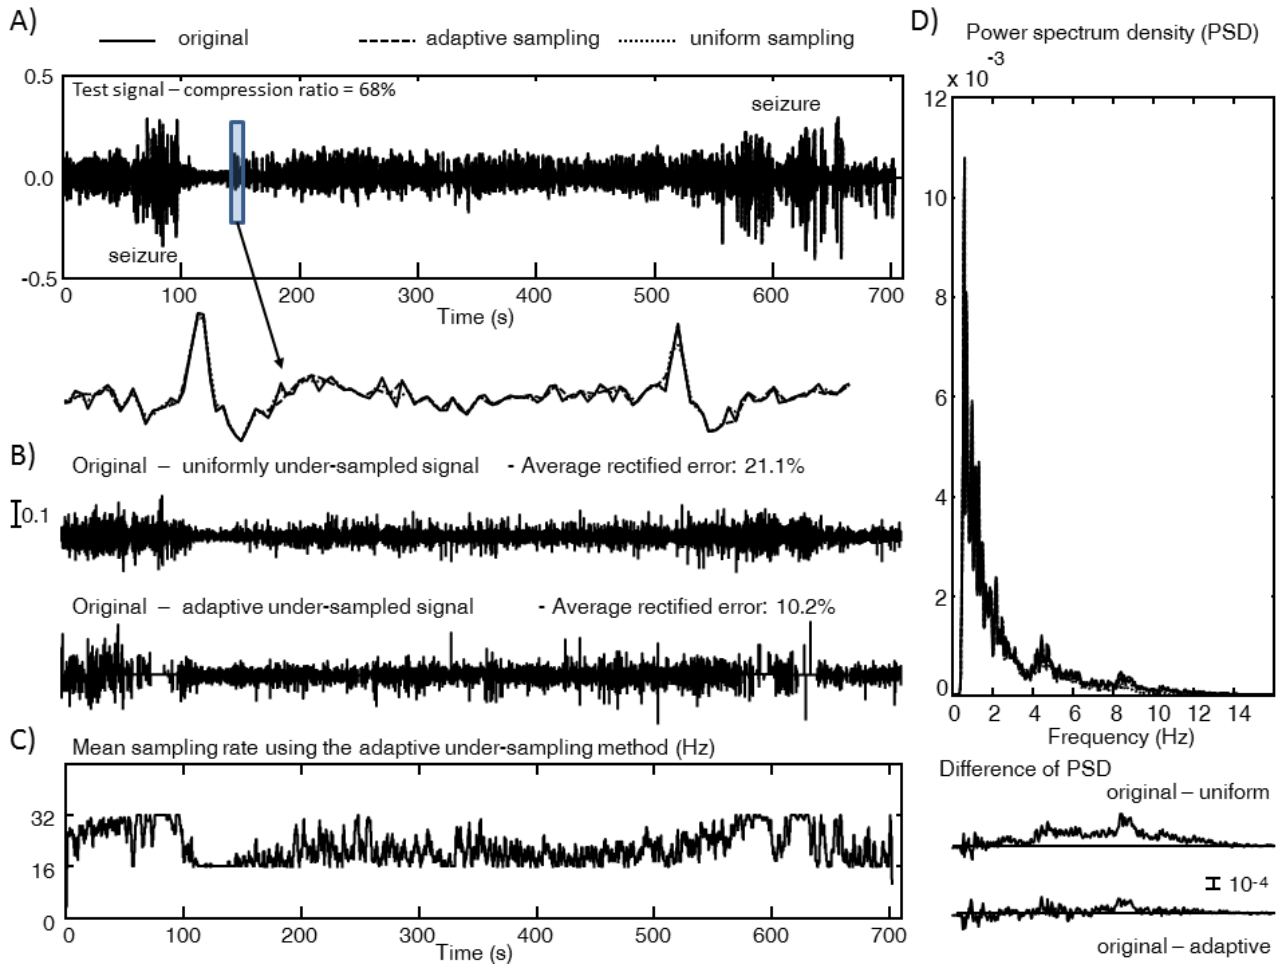 A)
original
adaptive sampling
uniform sampling
0.5
0.0
-0.5
Test signal – compression ratio = 68%
seizure
seizure
0 100 200 300 400 500 600 700
Time (s)
B)
Original – uniformly under-sampled signal - Average rectified error: 21.1%
0.1
Original – adaptive under-sampled signal - Average rectified error: 10.2%
C)
Mean sampling rate using the adaptive under-sampling method (Hz)
32
16
0
0 100 200 300 400 500 600 700
Time (s)
D)
Power spectrum density (PSD)
x 10⁻³
12
10
8
6
4
2
0
0 2 4 6 8 10 12 14
Frequency (Hz)
Difference of PSD
original – uniform
10⁻⁴
original – adaptive